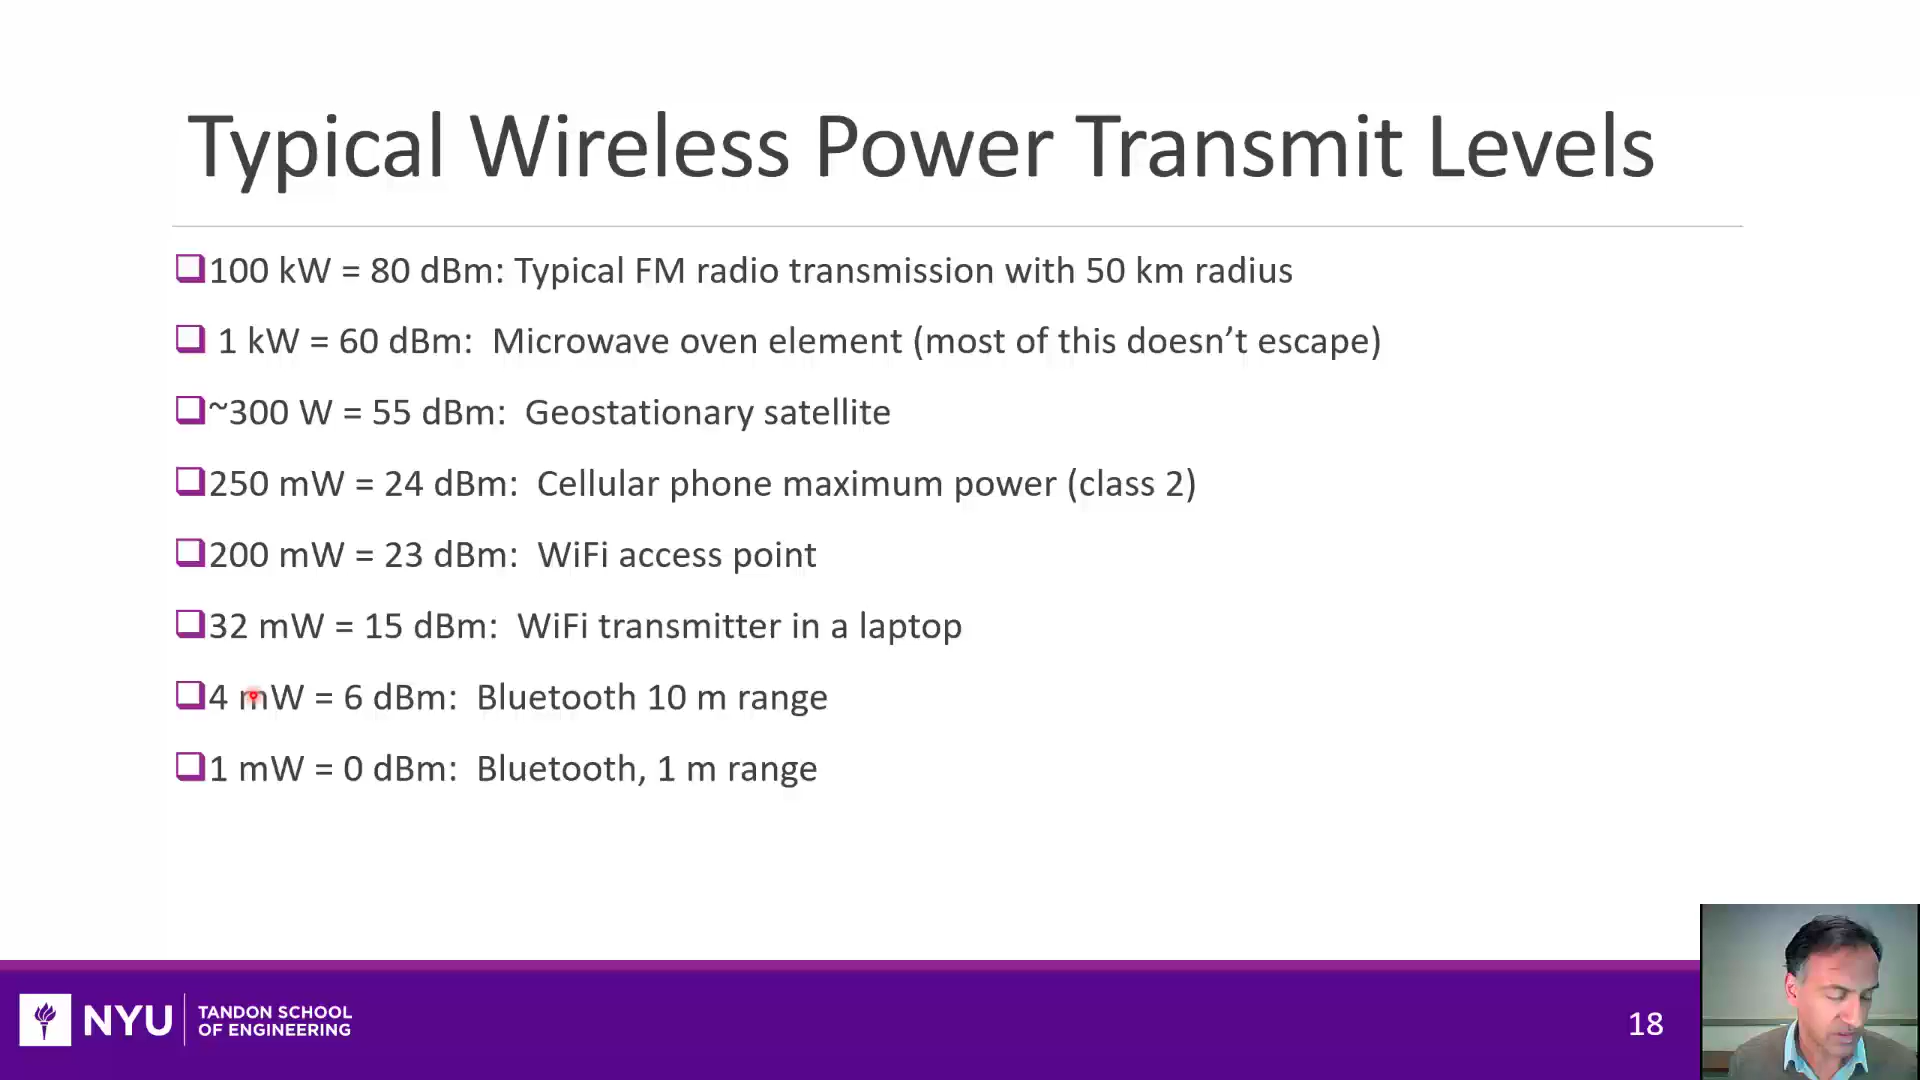 Typical Wireless Power Transmit Levels
100 kW = 80 dBm: Typical FM radio transmission with 50 km radius
1 kW = 60 dBm: Microwave oven element (most of this doesn’t escape)
~300 W = 55 dBm: Geostationary satellite
250 mW = 24 dBm: Cellular phone maximum power (class 2)
200 mW = 23 dBm: WiFi access point
32 mW = 15 dBm: WiFi transmitter in a laptop
4 mW = 6 dBm: Bluetooth 10 m range
1 mW = 0 dBm: Bluetooth, 1 m range
NYU
TANDON SCHOOL
OF ENGINEERING
18